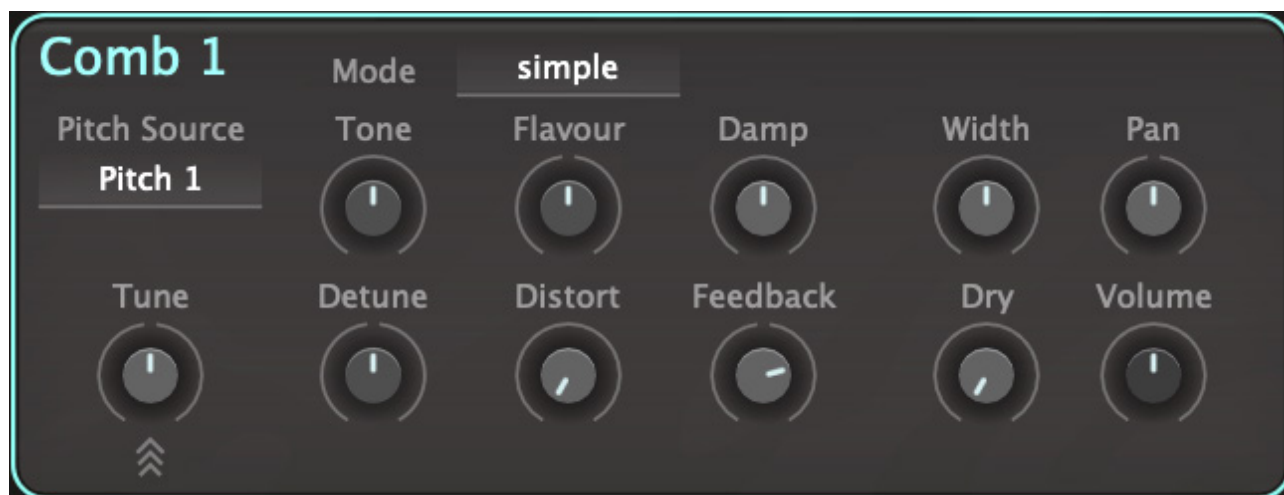 Comb 1
Mode simple
Pitch Source Tone Flavour Damp Width Pan
Pitch 1
Tune Detune Distort Feedback Dry Volume